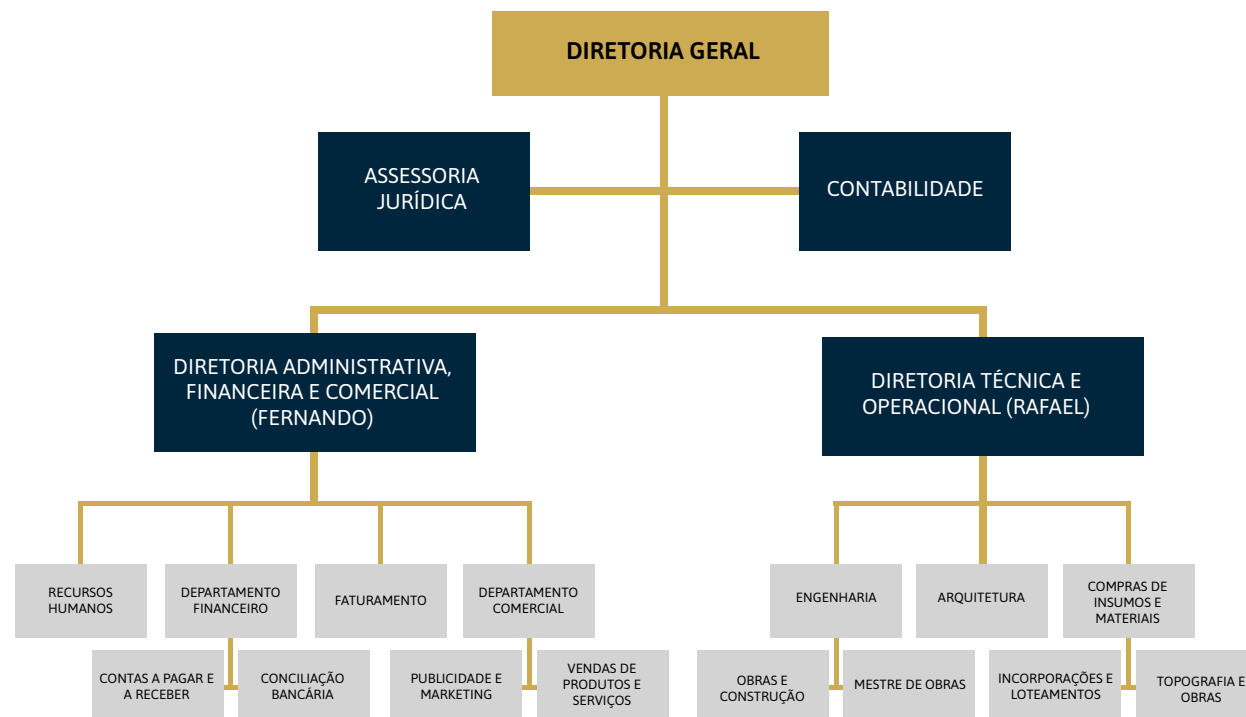 DIRETORIA GERAL
ASSESSORIA
JURÍDICA
CONTABILIDADE
DIRETORIA ADMINISTRATIVA,
FINANCEIRA E COMERCIAL
(FERNANDO)
DIRETORIA TÉCNICA E
OPERACIONAL (RAFAEL)
RECURSOS
HUMANOS
DEPARTAMENTO
FINANCEIRO
FATURAMENTO
DEPARTAMENTO
COMERCIAL
ENGENHARIA
ARQUITETURA
COMPRAS DE
INSUMOS E
MATERIAIS
CONTAS A PAGAR E
A RECEBER
CONCILIAÇÃO
BANCÁRIA
PUBLICIDADE E
MARKETING
VENDAS DE
PRODUTOS E
SERVIÇOS
OBRAS E
CONSTRUÇÃO
MESTRE DE OBRAS
INCORPORAÇÕES E
LOTEAMENTOS
TOPOGRAFIA E
OBRAS